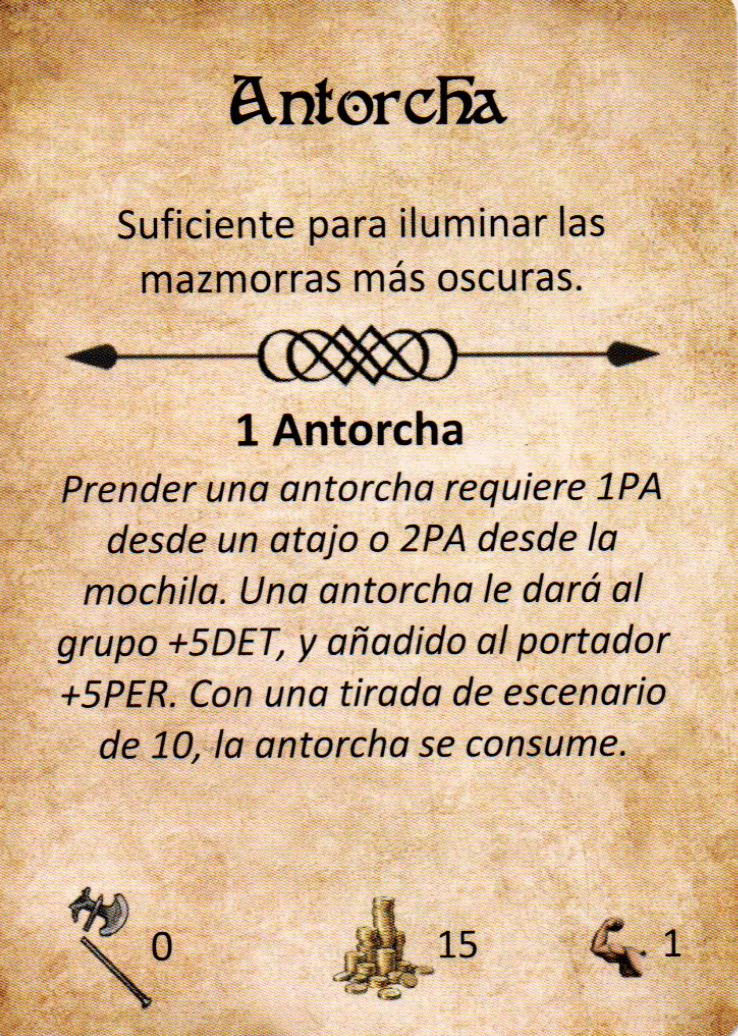 Antorcha
Suficiente para iluminar las
mazmorras más oscuras.
1 Antorcha
Prender una antorcha requiere 1PA
desde un atajo o 2PA desde la
mochila. Una antorcha le dará al
grupo +5DET, y añadido al portador
+5PER. Con una tirada de escenario
de 10, la antorcha se consume.
0 15 1